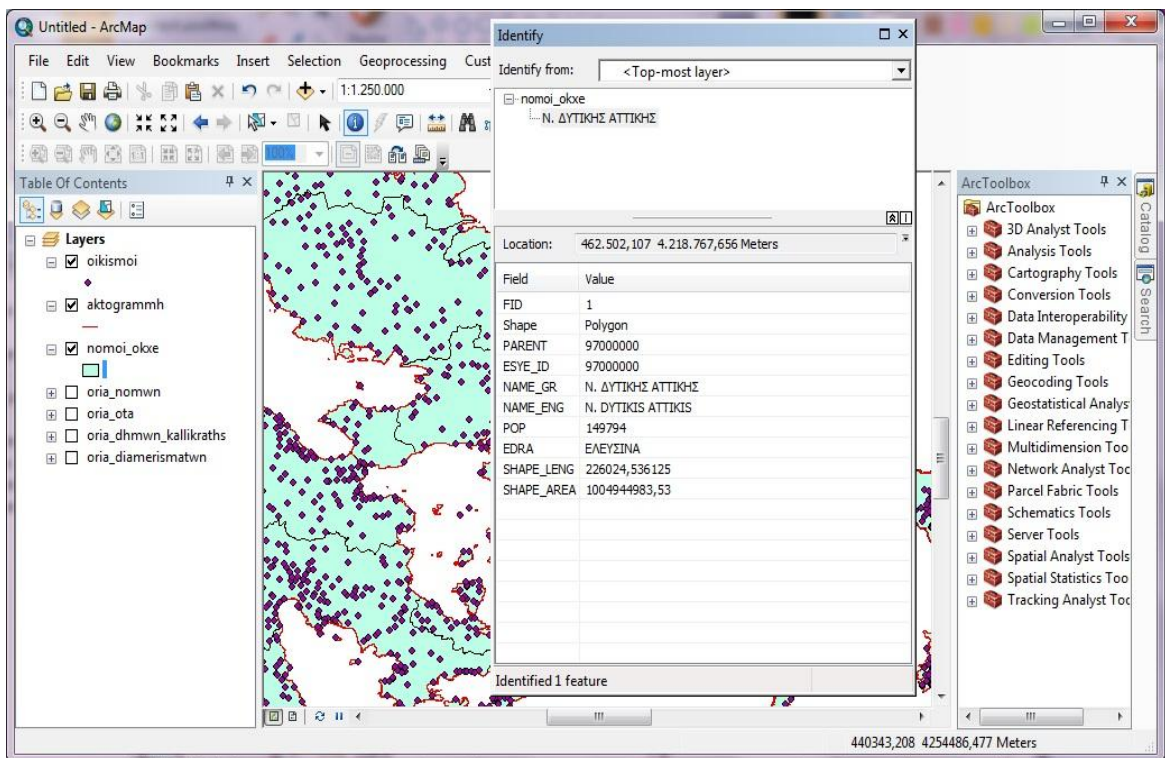 Untitled - ArcMap
File Edit View Bookmarks Insert Selection Geoprocessing Cust
1:1.250.000
100%
Table Of Contents
Layers
oikismoi
aktogrammh
nomoi_okxe
oria_nomwn
oria_ota
oria_dhmwn_kallikraths
oria_diamerismatwn
Identify
Identify from: <Top-most layer>
nomoi_okxe
Ν. ΔΥΤΙΚΗΣ ΑΤΤΙΚΗΣ
Location: 462.502,107 4.218.767,656 Meters
Field Value
FID 1
Shape Polygon
PARENT 97000000
ESYE_ID 97000000
NAME_GR Ν. ΔΥΤΙΚΗΣ ΑΤΤΙΚΗΣ
NAME_ENG N. DYTIKIS ATTIKIS
POP 149794
EDRA ΕΛΕΥΣΙΝΑ
SHAPE_LENG 226024,536125
SHAPE_AREA 1004944983,53
Identified 1 feature
ArcToolbox
ArcToolbox
3D Analyst Tools
Analysis Tools
Cartography Tools
Conversion Tools
Data Interoperability
Data Management T
Editing Tools
Geocoding Tools
Geostatistical Analys
Linear Referencing T
Multidimension Too
Network Analyst Toc
Parcel Fabric Tools
Schematics Tools
Server Tools
Spatial Analyst Tools
Spatial Statistics Too
Tracking Analyst Toc
Catalog
Search
440343,208 4254486,477 Meters